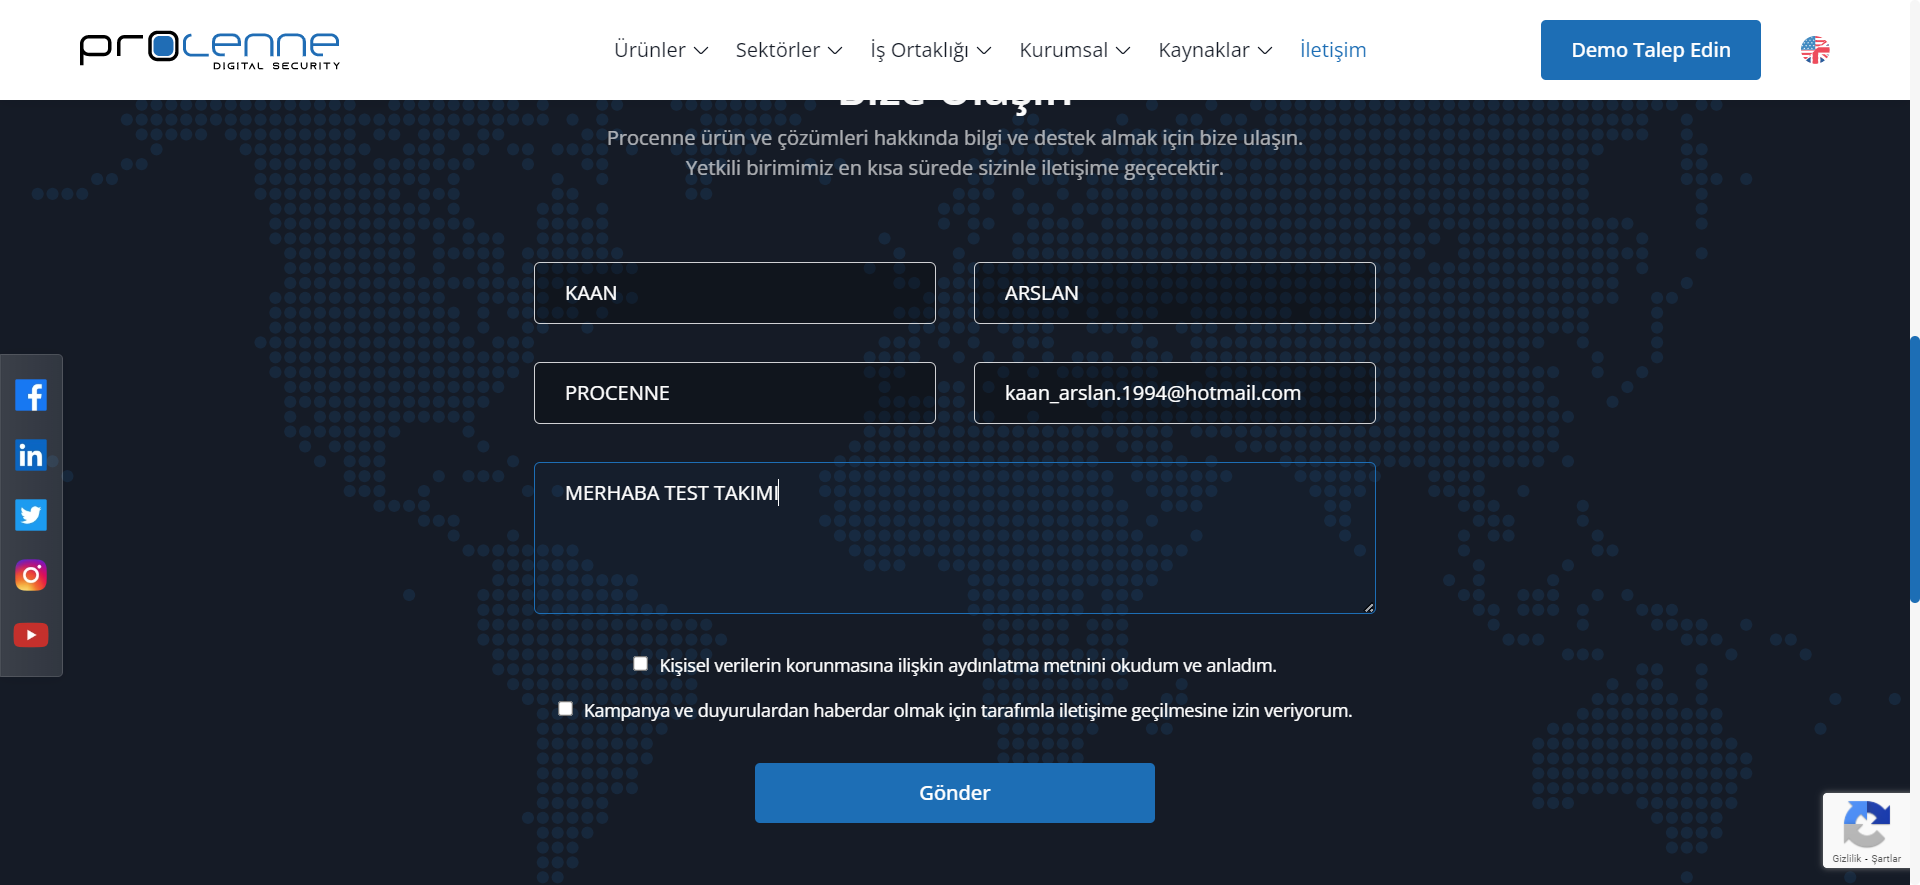 procenne
DIGITAL SECURITY
Ürünler
Sektörler
İş Ortaklığı
Kurumsal
Kaynaklar
İletişim
Demo Talep Edin
Bize Ulaşın
Procenne ürün ve çözümleri hakkında bilgi ve destek almak için bize ulaşın.
Yetkili birimimiz en kısa sürede sizinle iletişime geçecektir.
KAAN
ARSLAN
PROCENNE
kaan_arslan.1994@hotmail.com
MERHABA TEST TAKIMI
Kişisel verilerin korunmasına ilişkin aydınlatma metnini okudum ve anladım.
Kampanya ve duyurulardan haberdar olmak için tarafımla iletişime geçilmesine izin veriyorum.
Gönder
Gizlilik - Şartlar